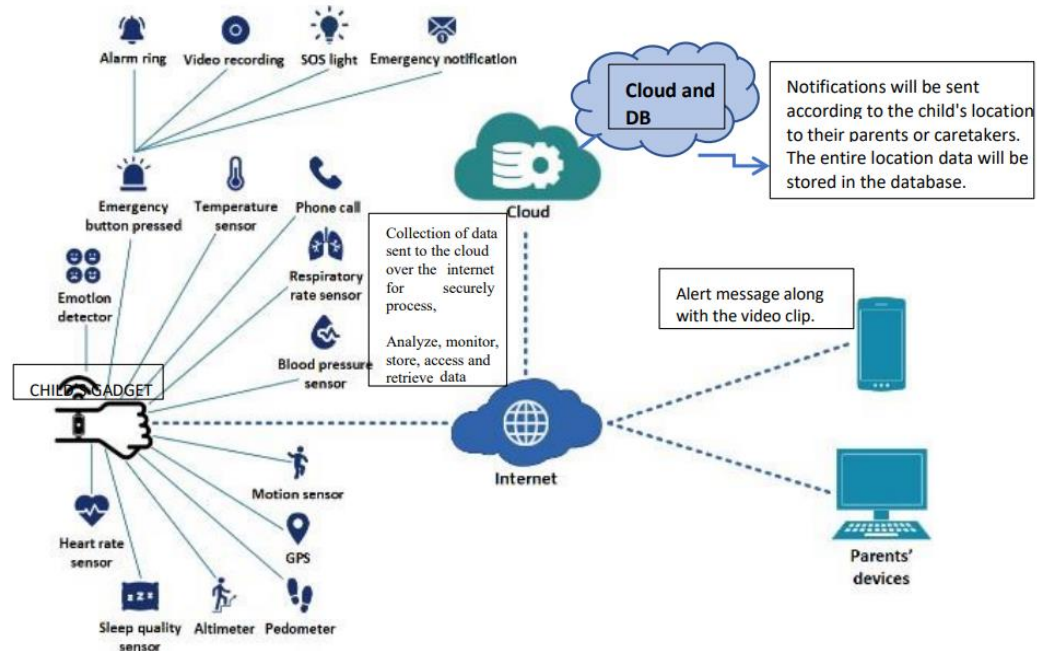 Alarm ring
Video recording
SOS light
Emergency notification
Cloud and
DB
Notifications will be sent
according to the child's location
to their parents or caretakers.
The entire location data will be
stored in the database.
Emergency
button pressed
Temperature
sensor
Phone call
Cloud
Collection of data
sent to the cloud
over the internet
for securely
process,
Analyze, monitor,
store, access and
retrieve data
Emotion
detector
Respiratory
rate sensor
Blood pressure
sensor
Alert message along
with the video clip.
CHILD'S GADGET
Internet
Motion sensor
Heart rate
sensor
GPS
Parents'
devices
zzz
Sleep quality
sensor
Altimeter
Pedometer